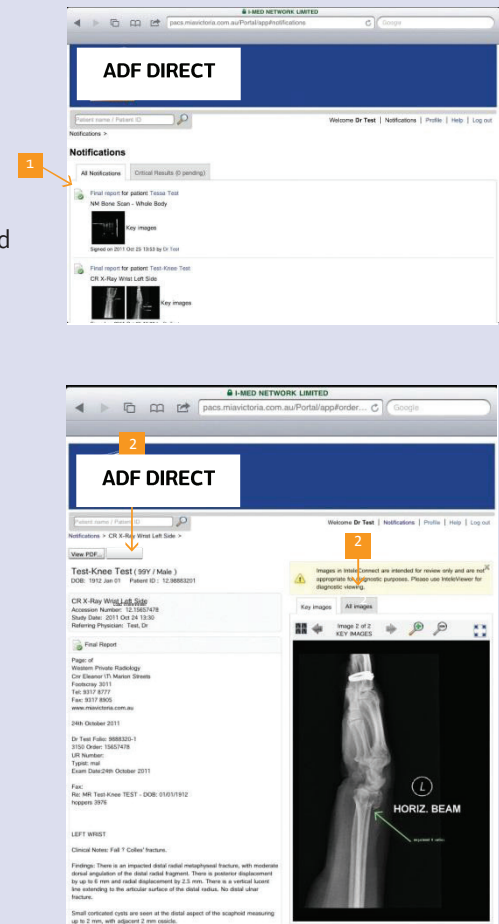 I-MED NETWORK LIMITED
pacs.miavictoria.com.au/Portal/app#notifications
Google
ADF DIRECT
Patient name / Patient ID
Welcome Dr Test | Notifications | Profile | Help | Log out
Notifications >
Notifications
1
All Notifications
Critical Results (0 pending)
Final report for patient Tessa Test
NM Bone Scan - Whole Body
Key images
d
Signed on 2011 Oct 25 13:53 by Dr Test
Final report for patient Test-Knee Test
CR X-Ray Wrist Left Side
Key images
I-MED NETWORK LIMITED
pacs.miavictoria.com.au/Portal/app#order...
Google
2
ADF DIRECT
Patient name / Patient ID
Welcome Dr Test | Notifications | Profile | Help | Log out
Notifications > CR X-Ray Wrist Left Side >
2
View PDF...
Test-Knee Test (99Y / Male)
DOB: 1912 Jan 01 Patient ID: 12.98883201
CR X-Ray Wrist Left Side
Accession Number: 12.15657478
Study Date: 2011 Oct 24 13:30
Referring Physician: Test, Dr
Final Report
Page: of
Western Private Radiology
Cnr Eleanor \T\ Marion Streets
Footscray 3011
Tel: 9317 8777
Fax: 9317 8905
www.miavictoria.com.au
24th October 2011
Dr Test Folio: 9888320-1
3150 Order: 15657478
UR Number:
Typist: mal
Exam Date:24th October 2011
Fax:
Re: MR Test-Knee TEST - DOB: 01/01/1912
hoppers 3976
LEFT WRIST
Clinical Notes: Fall ? Colles' fracture.
Findings: There is an impacted distal radial metaphyseal fracture, with moderate
dorsal angulation of the distal radial fragment. There is posterior displacement
by up to 6 mm and radial displacement by 2.5 mm. There is a vertical lucent
line extending to the articular surface of the distal radius. No distal ulnar
fracture.
Small corticated cysts are seen at the distal aspect of the scaphoid measuring
up to 2 mm, with adjacent 2 mm ossicle.
Images in InteleConnect are intended for review only and are not
appropriate for diagnostic purposes. Please use InteleViewer for
diagnostic viewing.
Key images
All images
Image 2 of 2
KEY IMAGES
L
HORIZ. BEAM